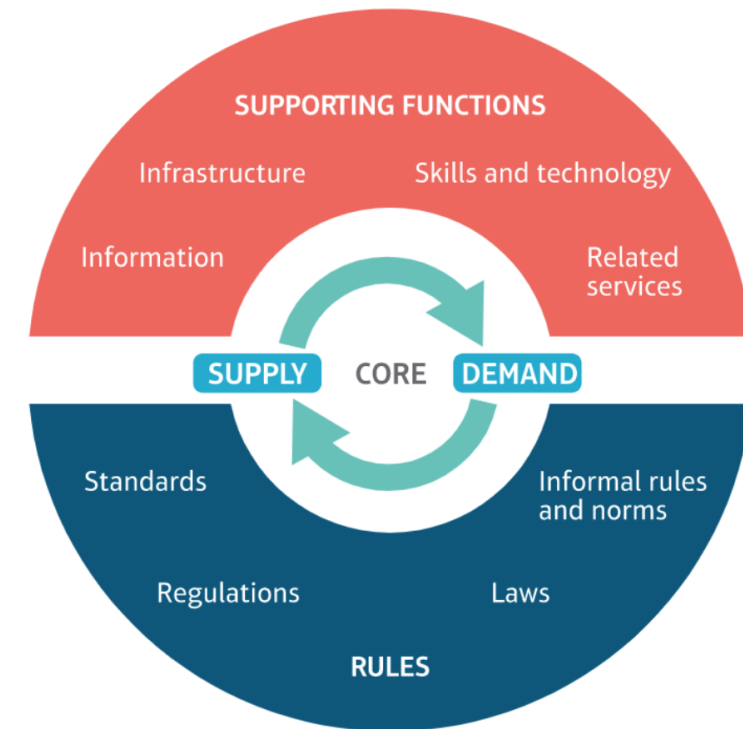 SUPPORTING FUNCTIONS
Infrastructure
Skills and technology
Information
Related
services
SUPPLY
CORE
DEMAND
Standards
Informal rules
and norms
Regulations
Laws
RULES